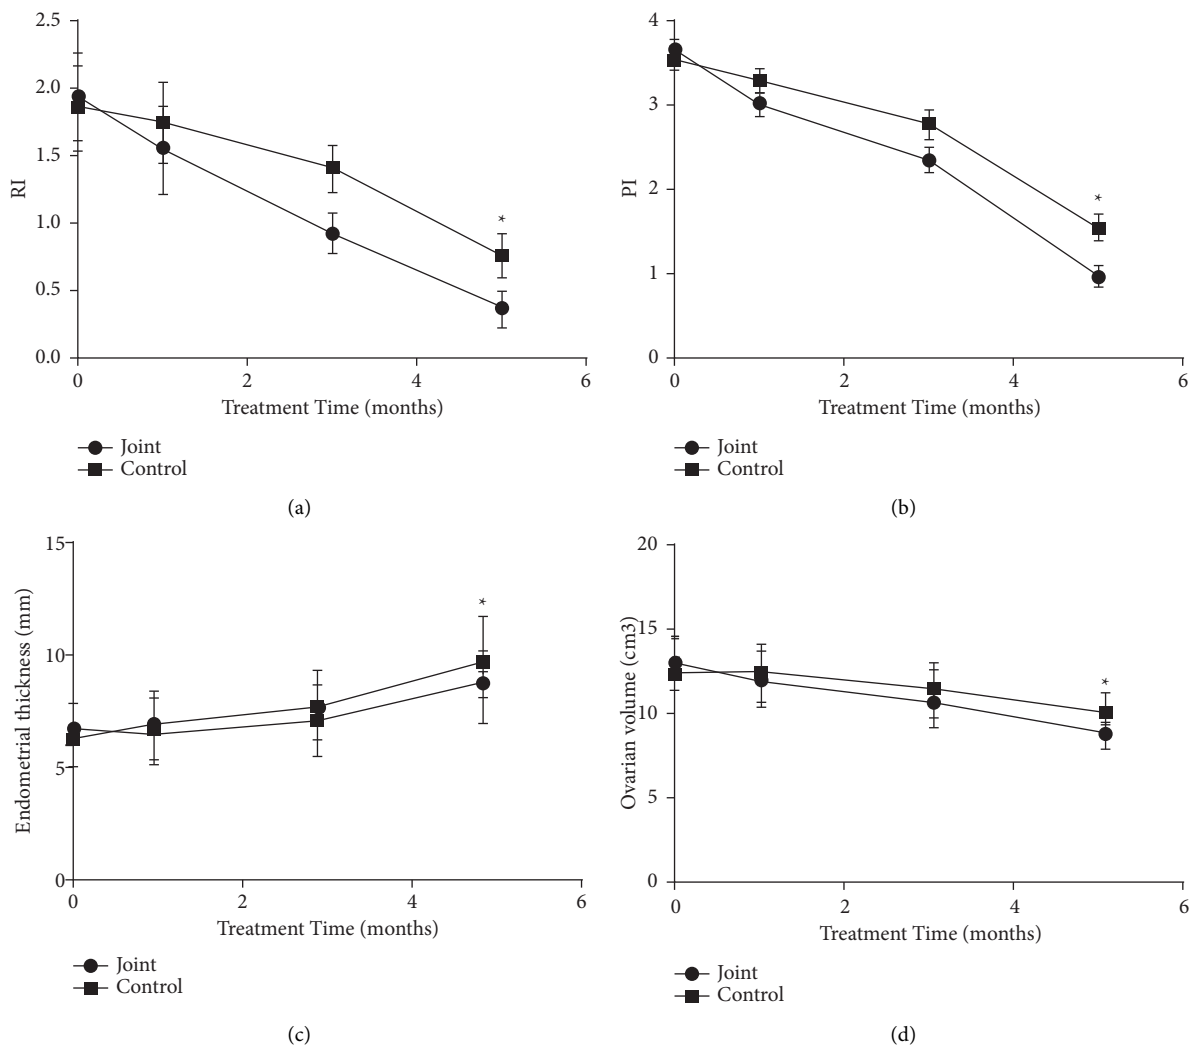 2.5
2.0
1.5
1.0
0.5
0.0
RI
*
0
2
4
6
Treatment Time (months)
Joint
Control
(a)
4
3
2
1
0
PI
*
0
2
4
6
Treatment Time (months)
Joint
Control
(b)
15
10
5
0
Endometrial thickness (mm)
*
0
2
4
6
Treatment Time (months)
Joint
Control
(c)
20
15
10
5
0
Ovarian volume (cm3)
*
0
2
4
6
Treatment Time (months)
Joint
Control
(d)